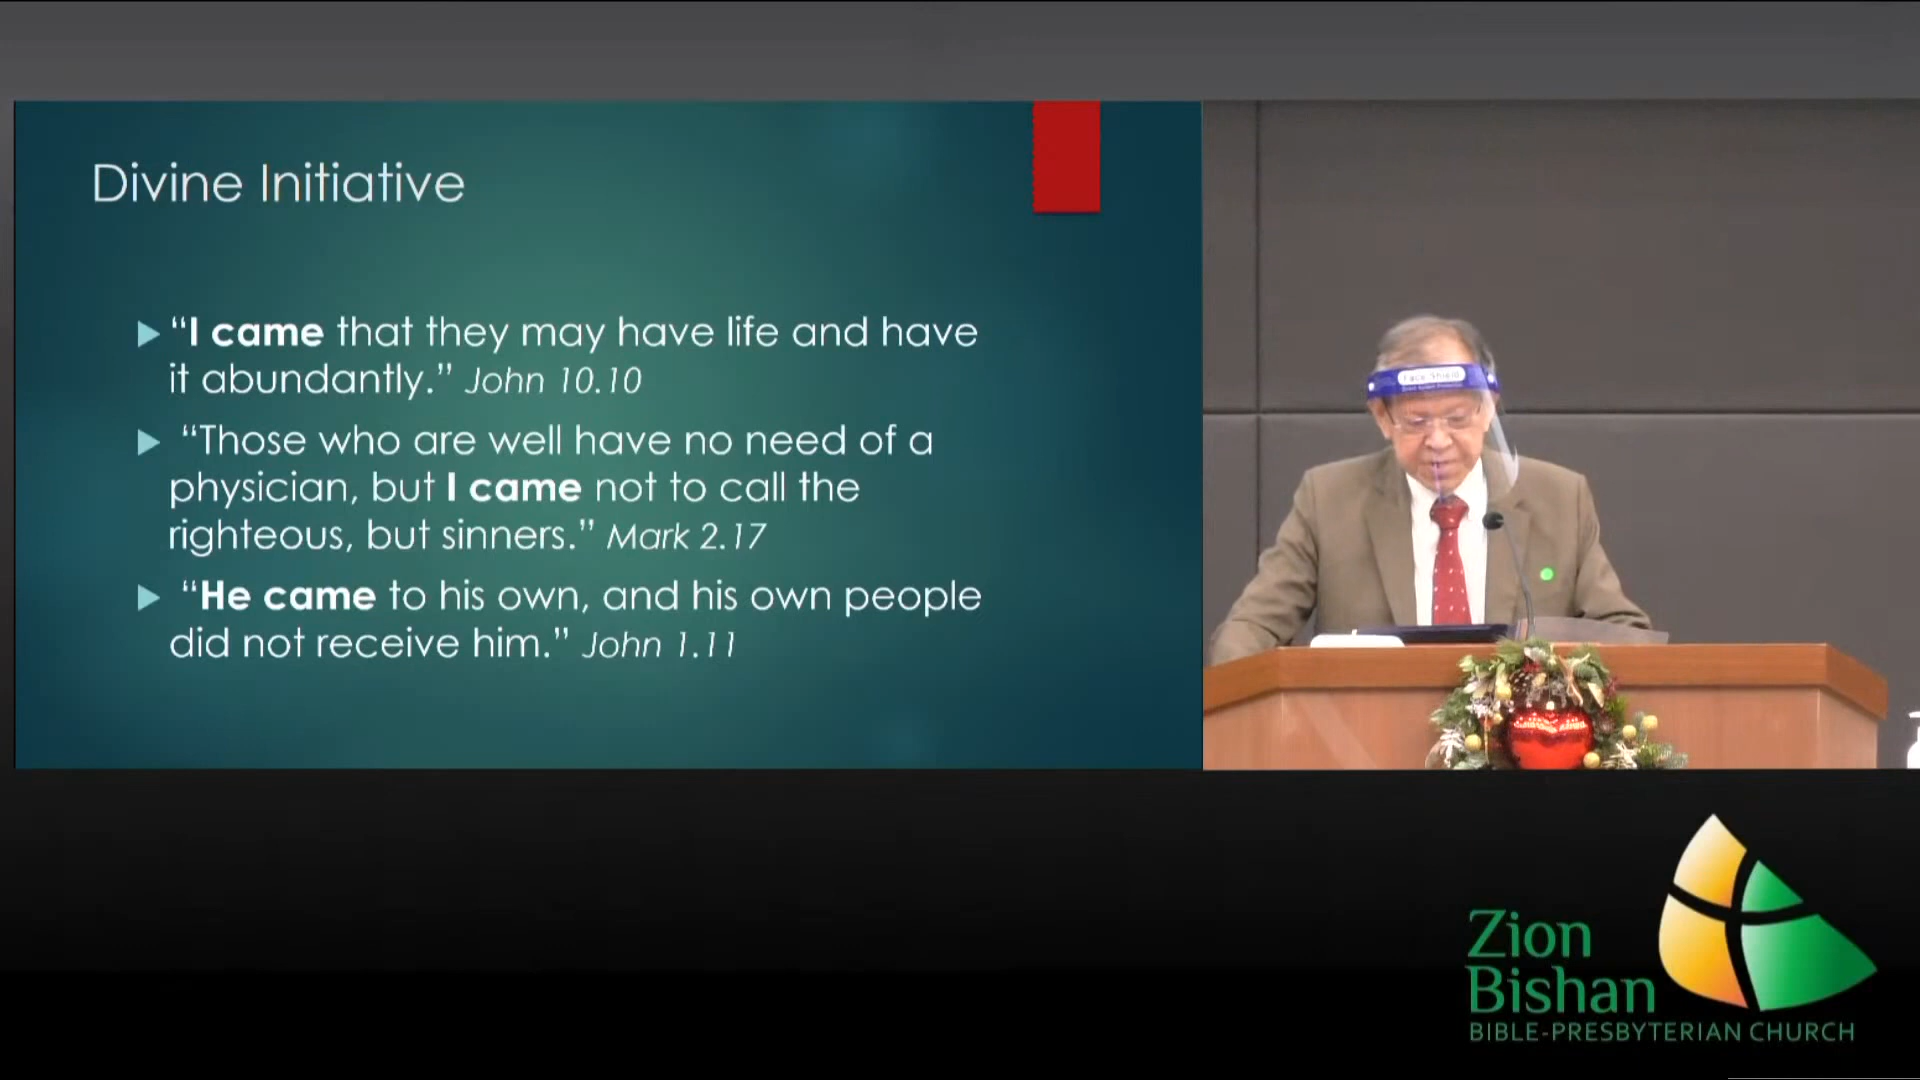 Divine Initiative
“I came that they may have life and have
it abundantly.” John 10.10
“Those who are well have no need of a
physician, but I came not to call the
righteous, but sinners.” Mark 2.17
“He came to his own, and his own people
did not receive him.” John 1.11
Face Shield
Zion
Bishan
BIBLE-PRESBYTERIAN CHURCH